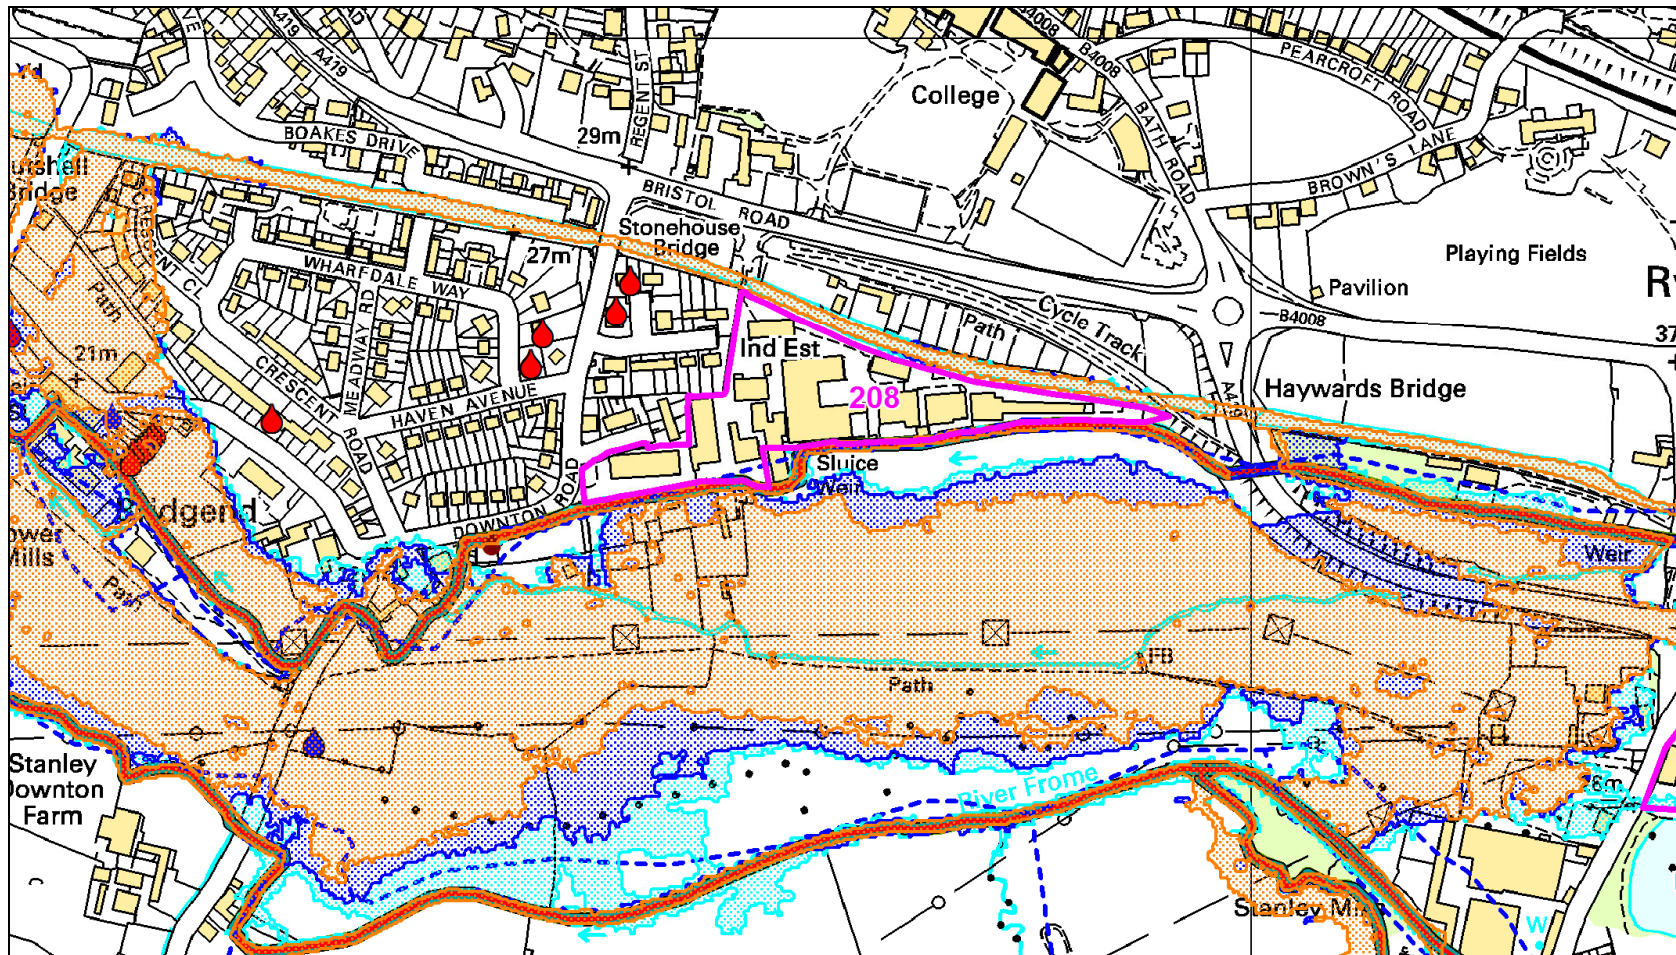 A419
A419
B4008
B4008
PEARCROFT ROAD
College
REGENT ST
29m
BOAKES DRIVE
BATH ROAD
BROWN'S LANE
Bridge
BRISTOL ROAD
Stonehouse
Bridge
27m
WHARFDALE WAY
Playing Fields
Pavilion
Path
Cycle Track
Path
B4008
21m
MEADWAY RD
CRESCENT ROAD
Ind Est
208
A419
Haywards Bridge
HAVEN AVENUE
Sluice
Weir
DOWNTON ROAD
Weir
Mills
Path
FB
Path
Stanley
Downton
Farm
River Frome
Stanley Mill
W